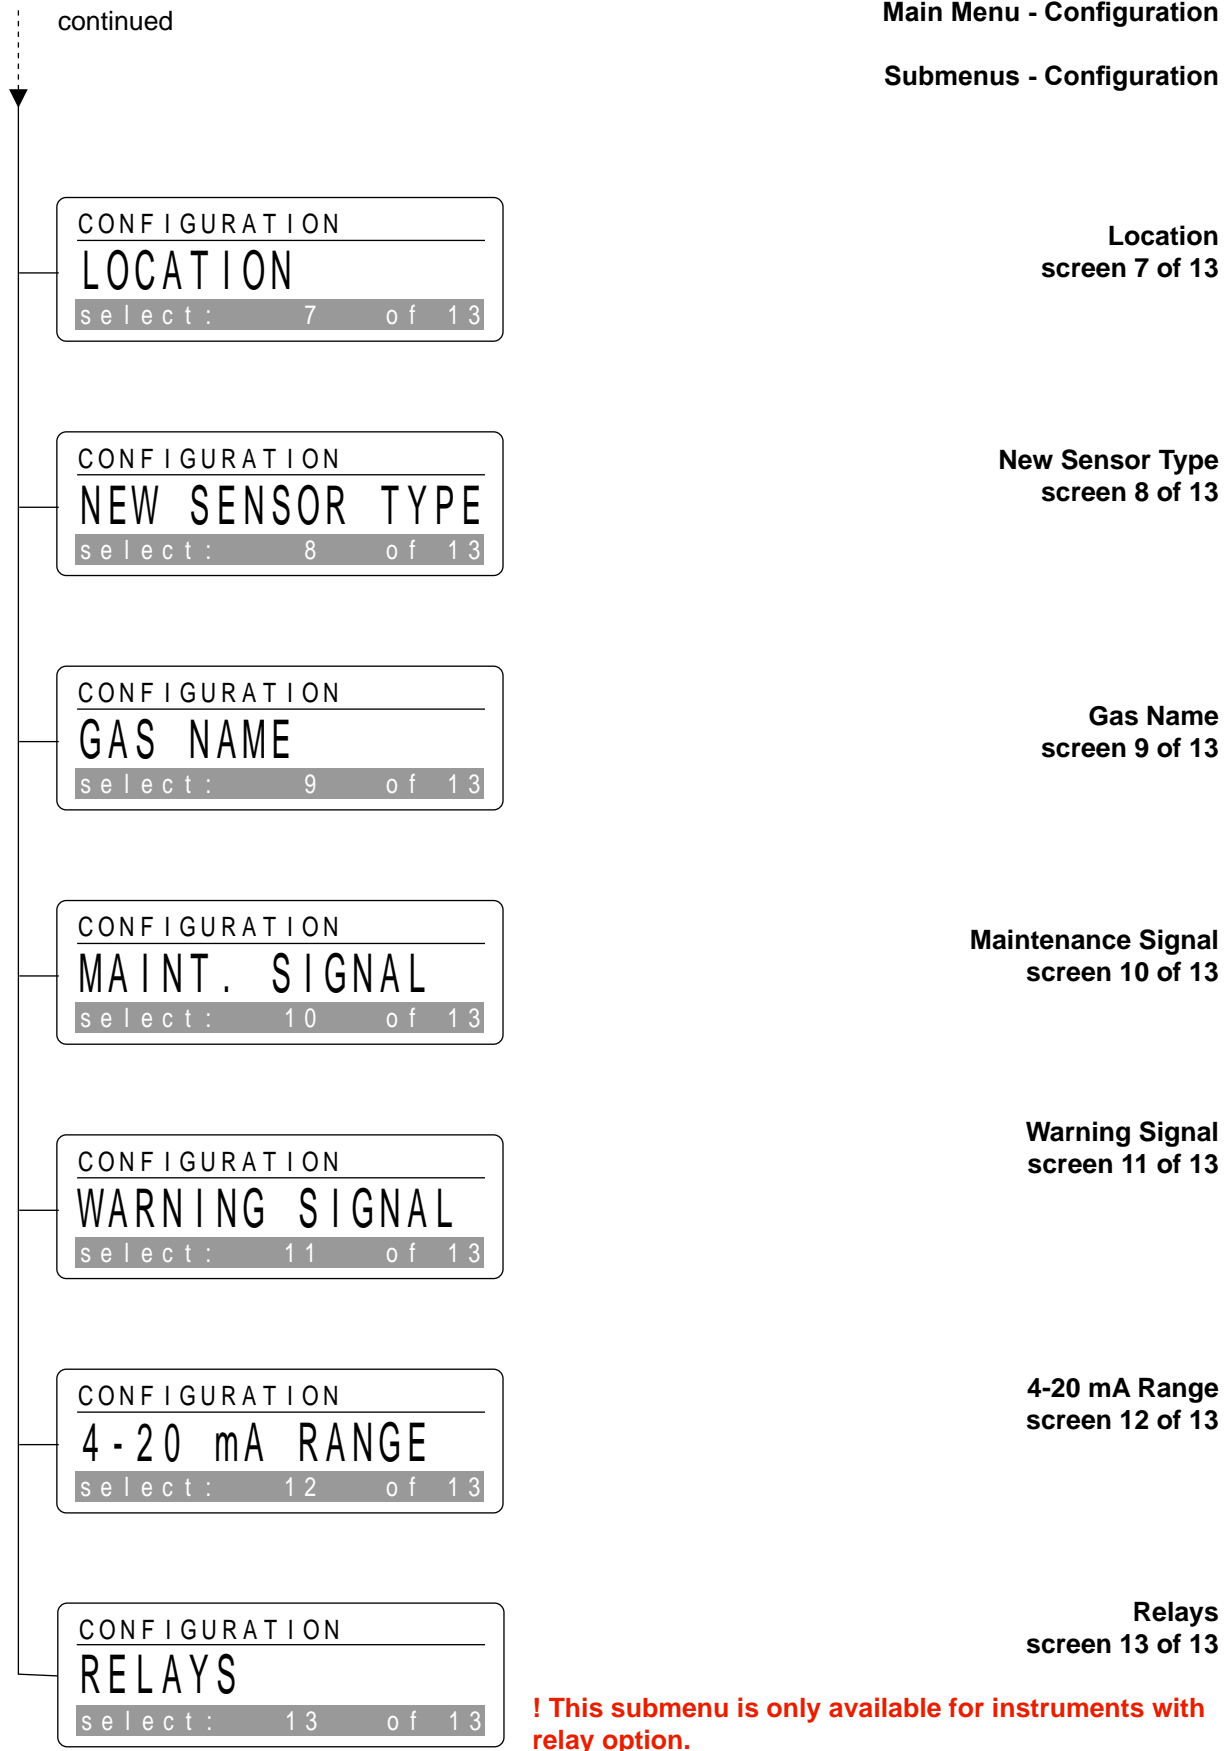 continued
Main Menu - Configuration
Submenus - Configuration
CONFIGURATION
LOCATION
select: 7 of 13
Location
screen 7 of 13
CONFIGURATION
NEW SENSOR TYPE
select: 8 of 13
New Sensor Type
screen 8 of 13
CONFIGURATION
GAS NAME
select: 9 of 13
Gas Name
screen 9 of 13
CONFIGURATION
MAINT. SIGNAL
select: 10 of 13
Maintenance Signal
screen 10 of 13
CONFIGURATION
WARNING SIGNAL
select: 11 of 13
Warning Signal
screen 11 of 13
CONFIGURATION
4-20 mA RANGE
select: 12 of 13
4-20 mA Range
screen 12 of 13
CONFIGURATION
RELAYS
select: 13 of 13
Relays
screen 13 of 13
! This submenu is only available for instruments with
relay option.